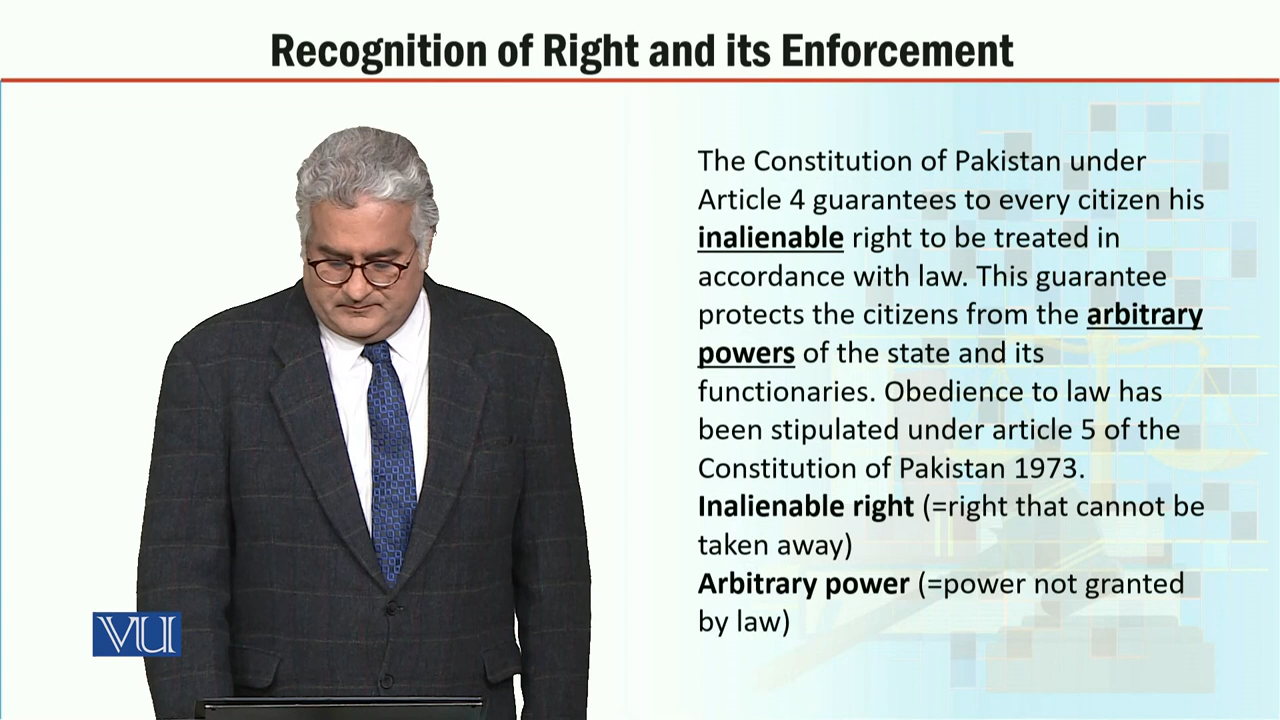 Recognition of Right and its Enforcement
The Constitution of Pakistan under
Article 4 guarantees to every citizen his
inalienable right to be treated in
accordance with law. This guarantee
protects the citizens from the arbitrary
powers of the state and its
functionaries. Obedience to law has
been stipulated under article 5 of the
Constitution of Pakistan 1973.
Inalienable right (=right that cannot be
taken away)
Arbitrary power (=power not granted
by law)
VU